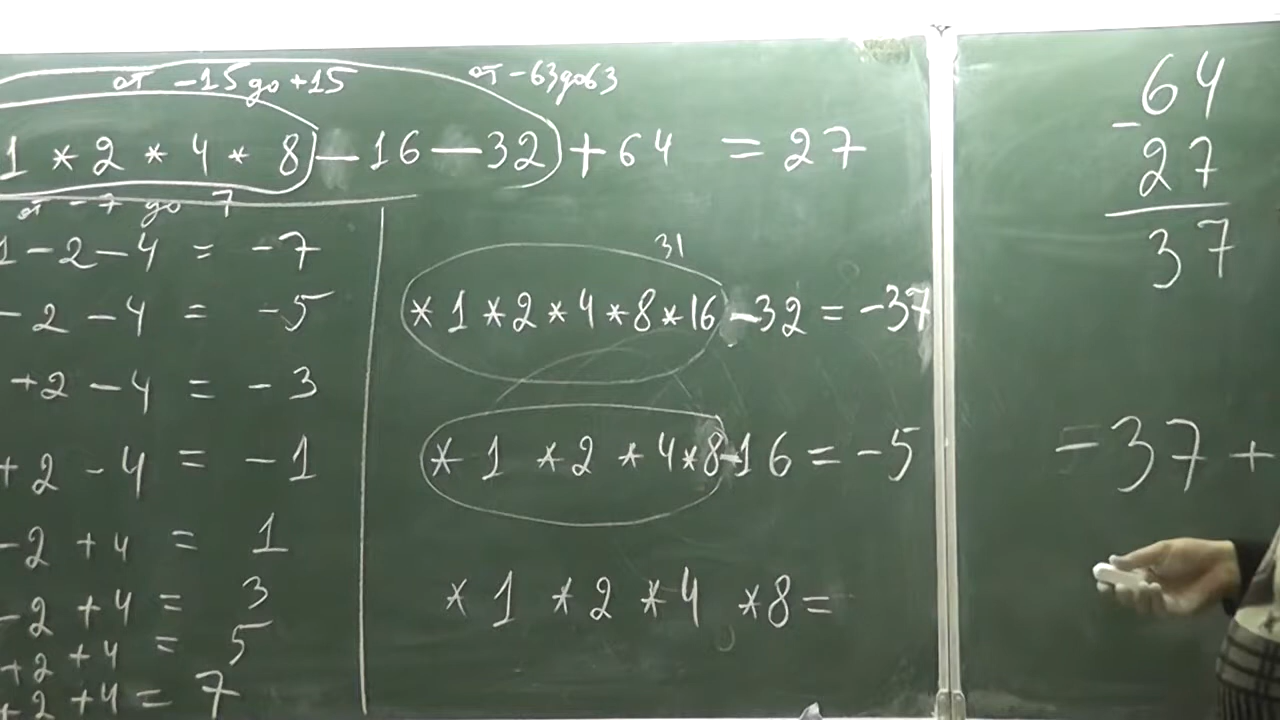 от -15 до +15 от -63 до 63
1 * 2 * 4 * 8) - 16 - 32) + 64 = 27
от - 7 до 7
1 - 2 - 4 = -7
- 2 - 4 = -5
+2 - 4 = -3
+2 - 4 = -1
-2 + 4 = 1
-2 + 4 = 3
+2 + 4 = 5
+2 + 4 = 7
31
* 1 * 2 * 4 * 8 * 16 - 32 = -37
* 1 * 2 * 4 * 8 - 16 = -5
* 1 * 2 * 4 * 8 =
64
-
27
37
-37 +